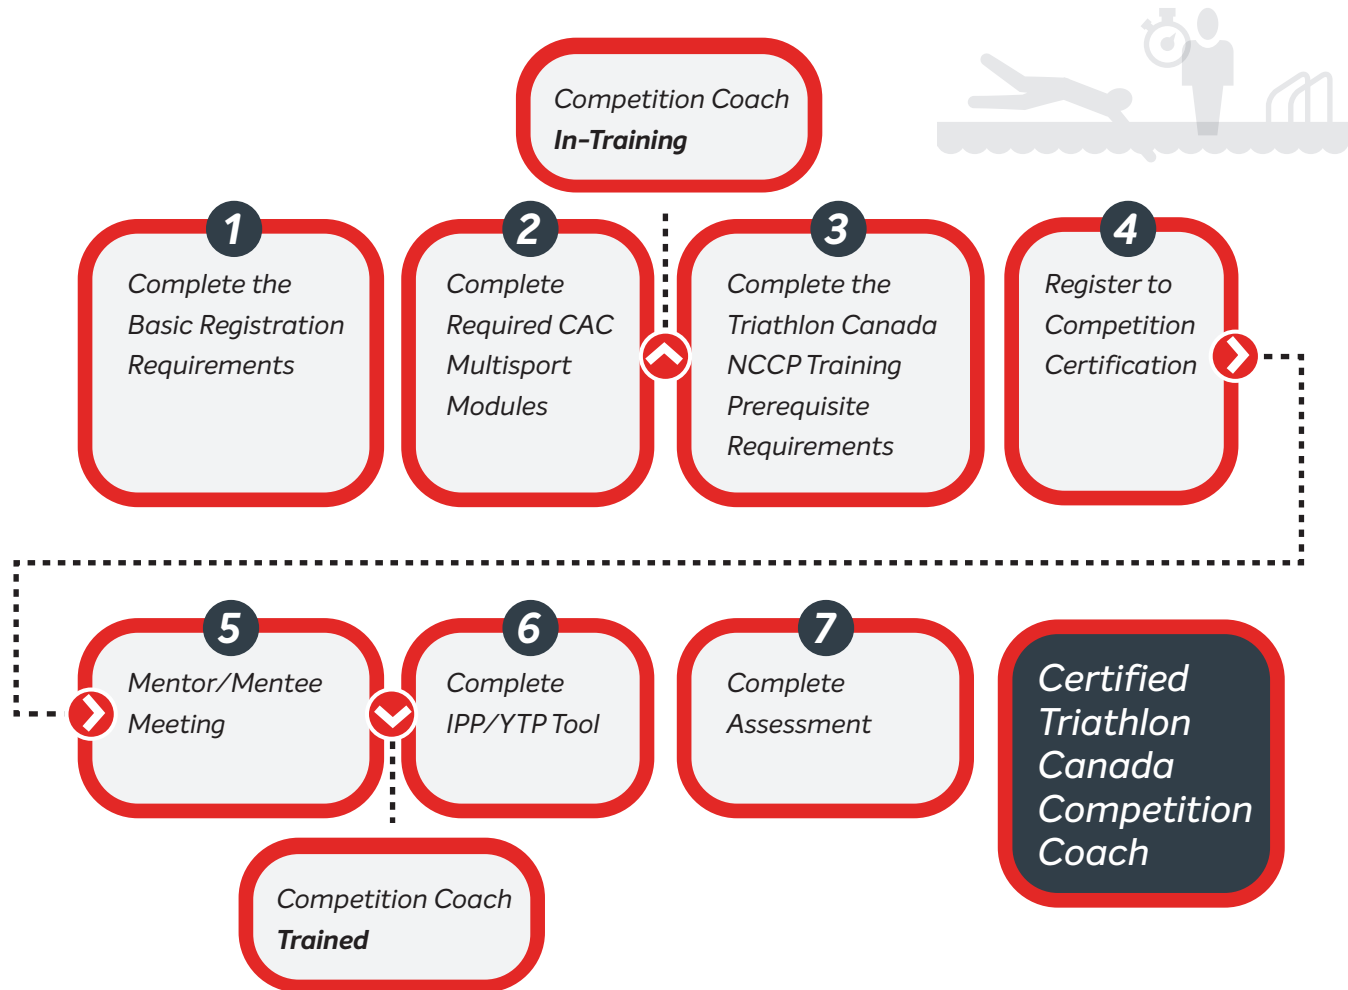 Competition Coach
In-Training
1
Complete the
Basic Registration
Requirements
2
Complete
Required CAC
Multisport
Modules
3
Complete the
Triathlon Canada
NCCP Training
Prerequisite
Requirements
4
Register to
Competition
Certification
5
Mentor/Mentee
Meeting
6
Complete
IPP/YTP Tool
7
Complete
Assessment
Certified
Triathlon
Canada
Competition
Coach
Competition Coach
Trained